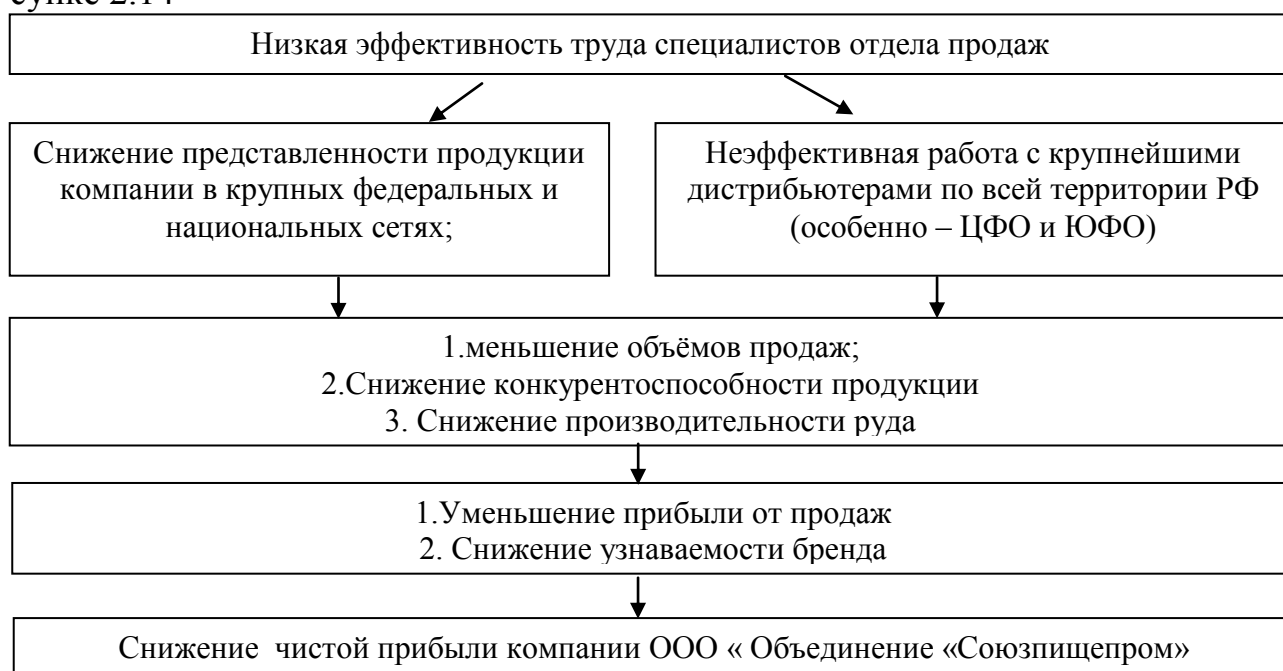 сунке 2.14
Низкая эффективность труда специалистов отдела продаж
Снижение представленности продукции
компании в крупных федеральных и
национальных сетях;
Неэффективная работа с крупнейшими
дистрибьютерами по всей территории РФ
(особенно – ЦФО и ЮФО)
1.меньшение объёмов продаж;
2.Снижение конкурентоспособности продукции
3. Снижение производительности руда
1.Уменьшение прибыли от продаж
2. Снижение узнаваемости бренда
Снижение чистой прибыли компании ООО « Объединение «Союзпищепром»